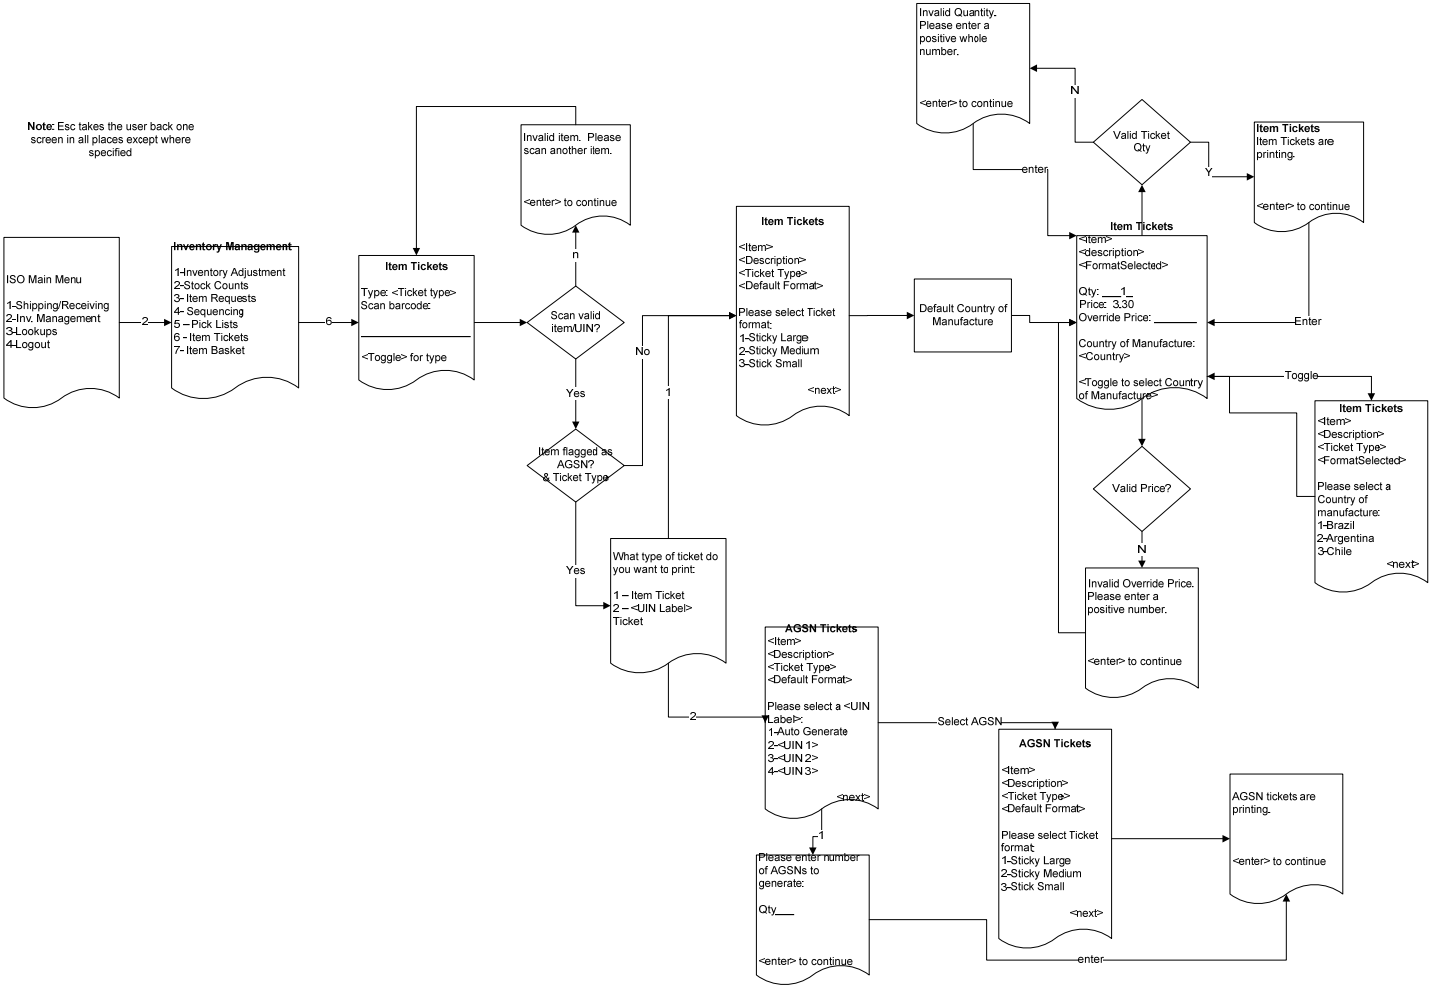 Note: Esc takes the user back one
screen in all places except where
specified
ISO Main Menu
1-Shipping/Receiving
2-Inv. Management
3-Lookups
4-Logout
2
Inventory Management
1-Inventory Adjustment
2-Stock Counts
3- Item Requests
4- Sequencing
5 – Pick Lists
6 - Item Tickets
7- Item Basket
6
Item Tickets
Type: <Ticket type>
Scan barcode:
<Toggle> for type
Invalid item. Please
scan another item.
<enter> to continue
n
Scan valid
item/UIN?
Yes
Item flagged as
AGSN?
& Ticket Type
No
Yes
1
What type of ticket do
you want to print:
1 – Item Ticket
2 – <UIN Label>
Ticket
2
Item Tickets
<Item>
<Description>
<Ticket Type>
<Default Format>
Please select Ticket
format:
1-Sticky Large
2-Sticky Medium
3-Stick Small
<next>
Default Country of
Manufacture
Invalid Quantity.
Please enter a
positive whole
number.
<enter> to continue
N
enter
Valid Ticket
Qty
Y
Item Tickets
Item Tickets are
printing.
<enter> to continue
Enter
Item Tickets
<Item>
<description>
<FormatSelected>
Qty: ___1_
Price: 3.30
Override Price: _______
Country of Manufacture:
<Country>
<Toggle to select Country
of Manufacture>
Toggle
Item Tickets
<Item>
<Description>
<Ticket Type>
<FormatSelected>
Please select a
Country of
manufacture:
1-Brazil
2-Argentina
3-Chile
<next>
Valid Price?
N
Invalid Override Price.
Please enter a
positive number.
<enter> to continue
AGSN Tickets
<Item>
<Description>
<Ticket Type>
<Default Format>
Please select a <UIN
Label>:
1-Auto Generate
2-<UIN 1>
3-<UIN 2>
4-<UIN 3>
<next>
Select AGSN
1
Please enter number
of AGSNs to
generate:
Qty___
<enter> to continue
AGSN Tickets
<Item>
<Description>
<Ticket Type>
<Default Format>
Please select Ticket
format:
1-Sticky Large
2-Sticky Medium
3-Stick Small
<next>
enter
AGSN tickets are
printing.
<enter> to continue